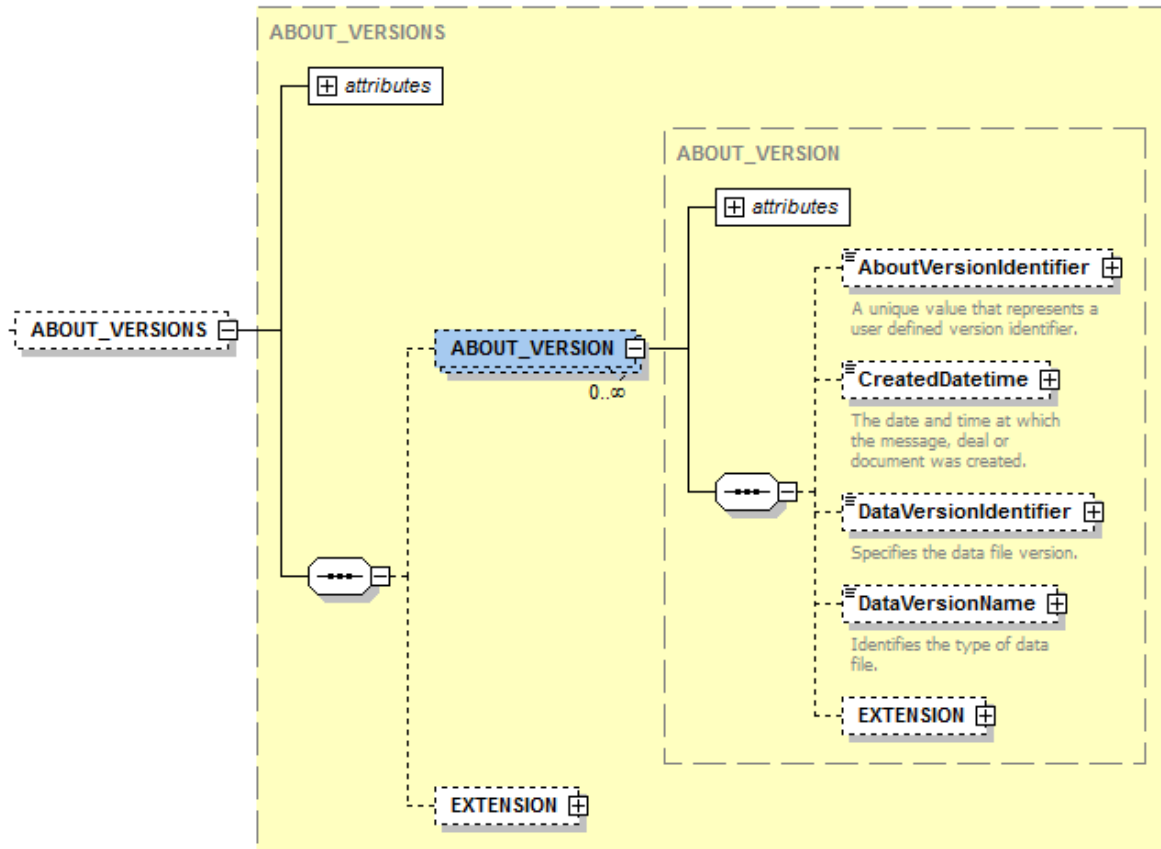 ABOUT_VERSIONS
attributes
ABOUT_VERSION
attributes
AboutVersionIdentifier
A unique value that represents a
user defined version identifier.
ABOUT_VERSIONS
ABOUT_VERSION
0..∞
CreatedDatetime
The date and time at which
the message, deal or
document was created.
DataVersionIdentifier
Specifies the data file version.
DataVersionName
Identifies the type of data
file.
EXTENSION
EXTENSION